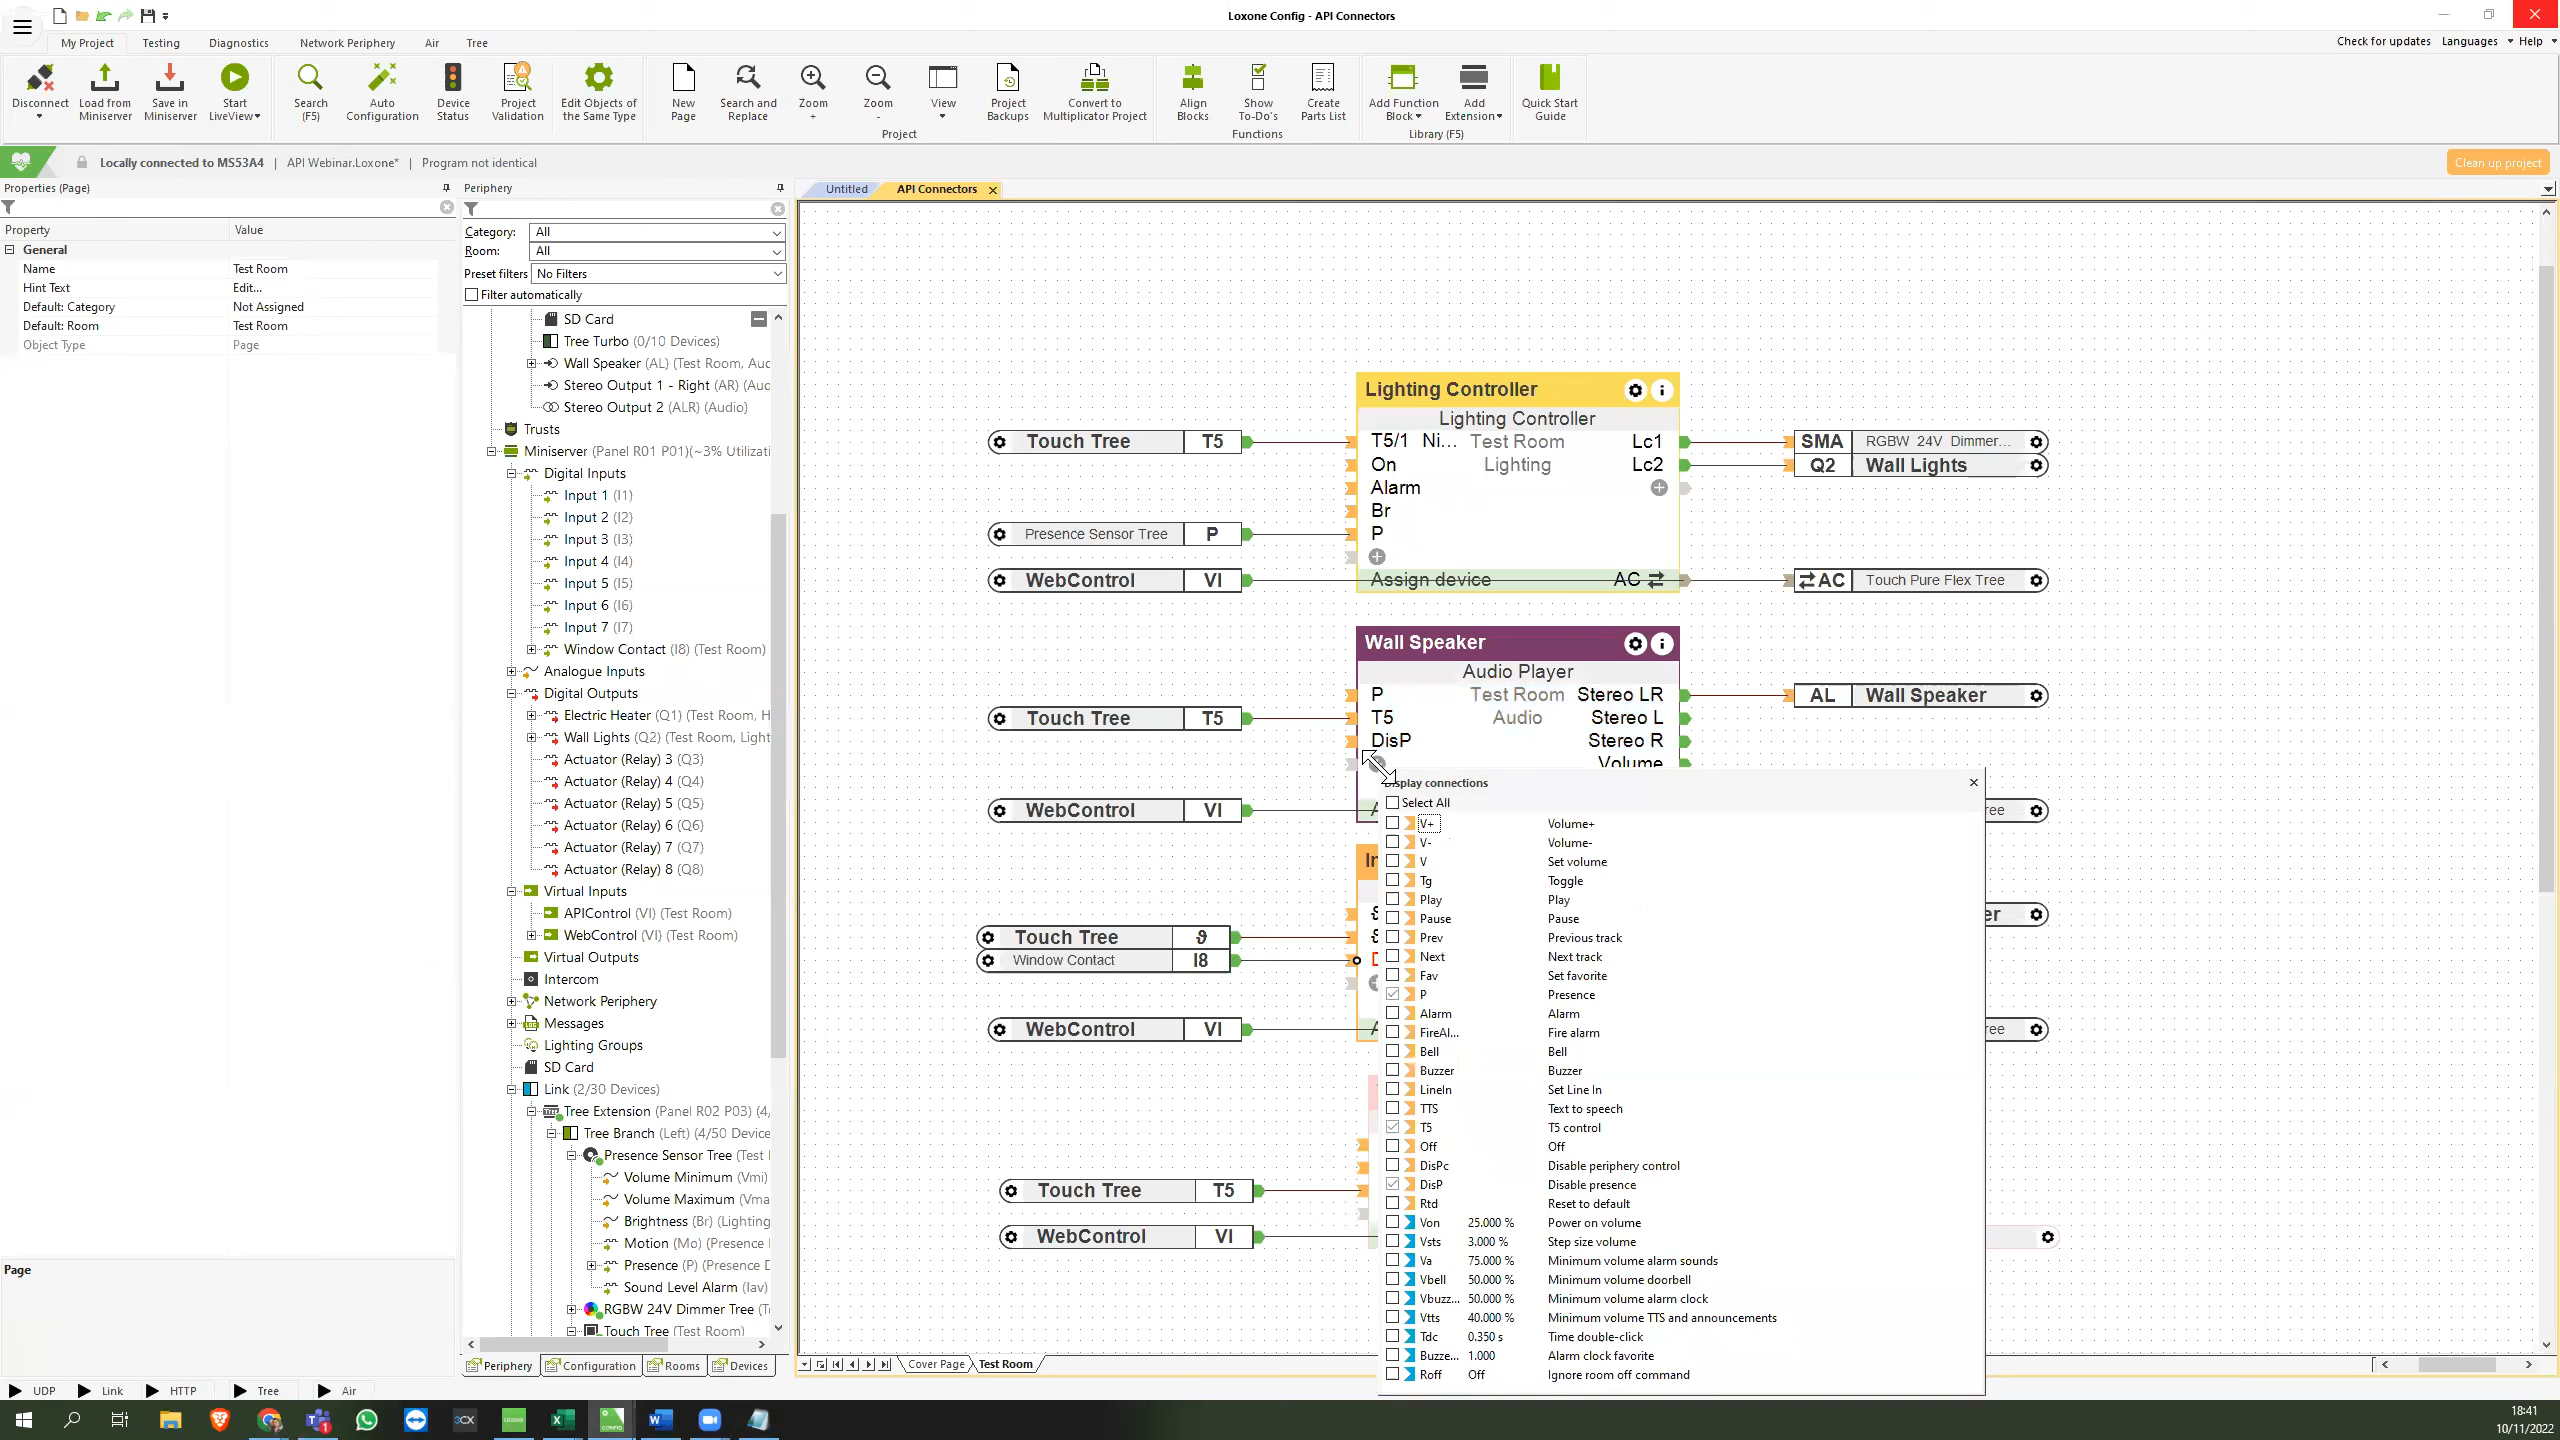 Loxone Config - API Connectors
My Project Testing Diagnostics Network Periphery Air Tree
Check for updates Languages Help
Disconnect
Load from Miniserver
Save in Miniserver
Start LiveView
Search (F5)
Auto Configuration
Device Status
Project Validation
Edit Objects of the Same Type
New Page
Search and Replace
Zoom +
Zoom -
View
Project Backups
Convert to Multiplicator Project
Align Blocks
Show To-Do's
Create Parts List
Add Function Block
Add Extension
Quick Start Guide
Project
Functions
Library (F5)
Locally connected to MS53A4 | API Webinar.Loxone* | Program not identical
Clean up project
Properties (Page)
Property Value
General
Name Test Room
Hint Text Edit...
Default: Category Not Assigned
Default: Room Test Room
Object Type Page
Page
Periphery
Category: All
Room: All
Preset filters No Filters
Filter automatically
SD Card
Tree Turbo (0/10 Devices)
Wall Speaker (AL) (Test Room, Aud
Stereo Output 1 - Right (AR) (Aud
Stereo Output 2 (ALR) (Audio)
Trusts
Miniserver (Panel R01 P01)(~3% Utilizati
Digital Inputs
Input 1 (I1)
Input 2 (I2)
Input 3 (I3)
Input 4 (I4)
Input 5 (I5)
Input 6 (I6)
Input 7 (I7)
Window Contact (I8) (Test Room)
Analogue Inputs
Digital Outputs
Electric Heater (Q1) (Test Room, H
Wall Lights (Q2) (Test Room, Light
Actuator (Relay) 3 (Q3)
Actuator (Relay) 4 (Q4)
Actuator (Relay) 5 (Q5)
Actuator (Relay) 6 (Q6)
Actuator (Relay) 7 (Q7)
Actuator (Relay) 8 (Q8)
Virtual Inputs
APIControl (VI) (Test Room)
WebControl (VI) (Test Room)
Virtual Outputs
Intercom
Network Periphery
Messages
Lighting Groups
SD Card
Link (2/30 Devices)
Tree Extension (Panel R02 P03) (4/
Tree Branch (Left) (4/50 Device
Presence Sensor Tree (Test
Volume Minimum (Vmi)
Volume Maximum (Vma
Brightness (Br) (Lighting
Motion (Mo) (Presence
Presence (P) (Presence D
Sound Level Alarm (Iav)
RGBW 24V Dimmer Tree (T
Touch Tree (Test Room)
Periphery Configuration Rooms Devices
Untitled API Connectors
Lighting Controller
Lighting Controller
Touch Tree T5
T5/1 Ni... Test Room Lc1
SMA RGBW 24V Dimmer...
On Lighting Lc2
Q2 Wall Lights
Alarm
Br
Presence Sensor Tree P
P
WebControl VI
Assign device AC
AC Touch Pure Flex Tree
Wall Speaker
Audio Player
P Test Room Stereo LR
AL Wall Speaker
Touch Tree T5
T5 Audio Stereo L
DisP Stereo R
Volume
WebControl VI
A
ree
In
er
Touch Tree ϑ
Window Contact I8
WebControl VI
A
ree
Touch Tree T5
WebControl VI
Display connections
Select All
V+ Volume+
V- Volume-
V Set volume
Tg Toggle
Play Play
Pause Pause
Prev Previous track
Next Next track
Fav Set favorite
P Presence
Alarm Alarm
FireAl... Fire alarm
Bell Bell
Buzzer Buzzer
LineIn Set Line In
TTS Text to speech
T5 T5 control
Off Off
DisPc Disable periphery control
DisP Disable presence
Rtd Reset to default
Von 25.000 % Power on volume
Vsts 3.000 % Step size volume
Va 75.000 % Minimum volume alarm sounds
Vbell 50.000 % Minimum volume doorbell
Vbuzz... 50.000 % Minimum volume alarm clock
Vtts 40.000 % Minimum volume TTS and announcements
Tdc 0.350 s Time double-click
Buzze... 1.000 Alarm clock favorite
Roff Off Ignore room off command
Cover Page Test Room
UDP Link HTTP Tree Air
3CX
LOXONE
CONFIG
18:41
10/11/2022